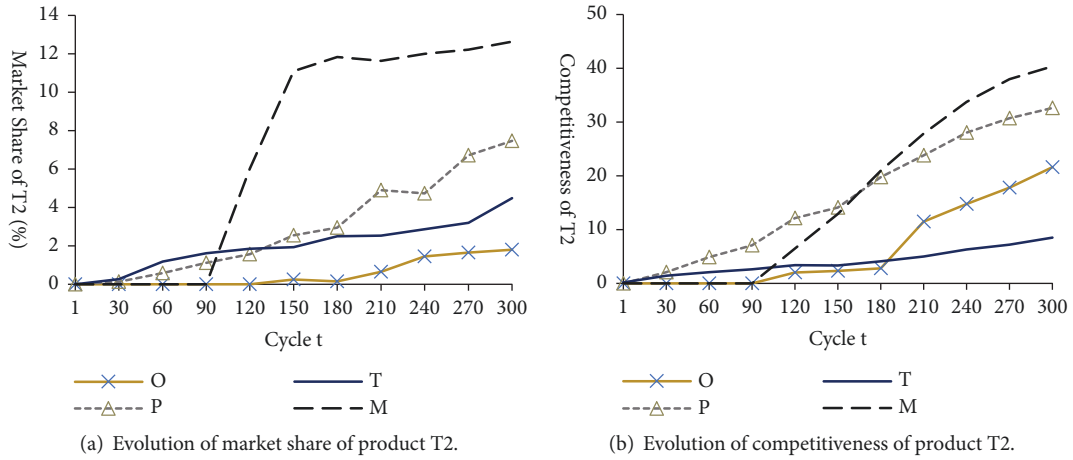 Market Share of T2 (%)
14
12
10
8
6
4
2
0
1 30 60 90 120 150 180 210 240 270 300
Cycle t
O T
P M
(a) Evolution of market share of product T2.
Competitiveness of T2
50
40
30
20
10
0
1 30 60 90 120 150 180 210 240 270 300
Cycle t
O T
P M
(b) Evolution of competitiveness of product T2.